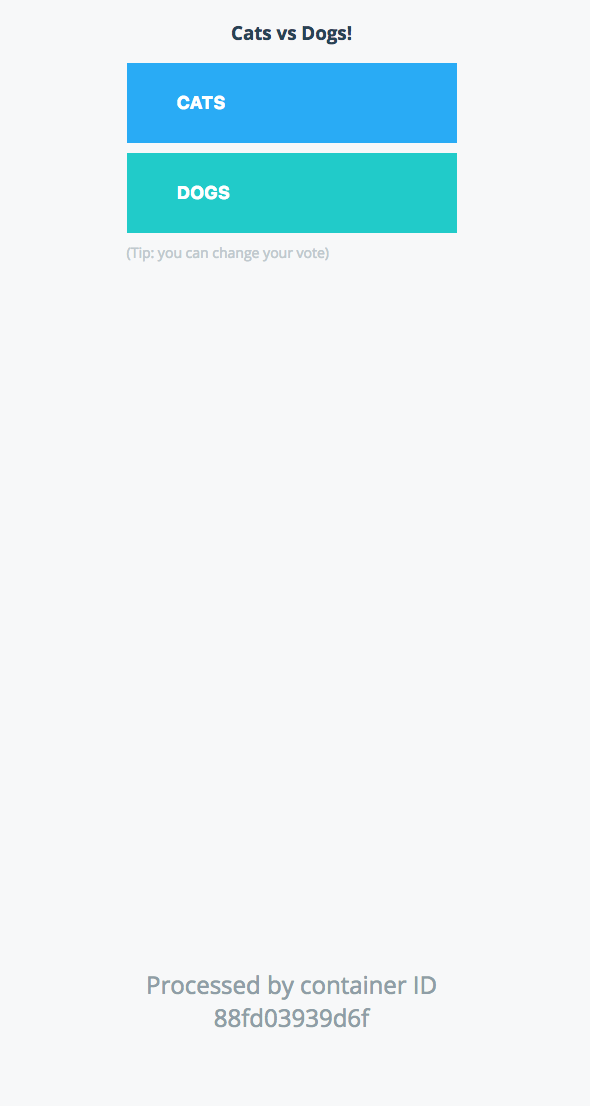 Cats vs Dogs!
CATS
DOGS
(Tip: you can change your vote)
Processed by container ID
88fd03939d6f